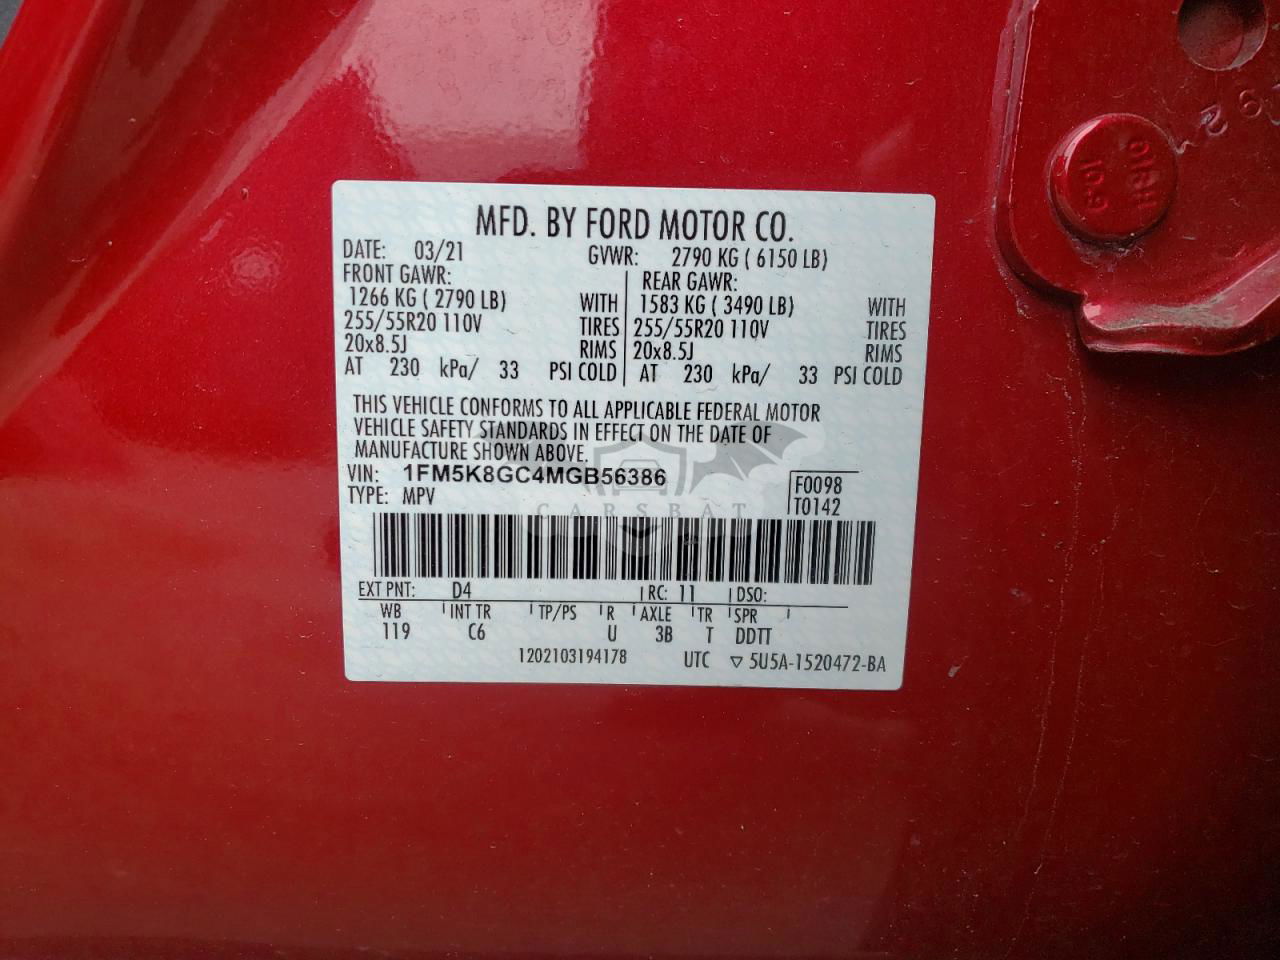 MFD. BY FORD MOTOR CO.
DATE: 03/21 GVWR: 2790 KG ( 6150 LB)
FRONT GAWR: REAR GAWR:
1266 KG ( 2790 LB) WITH 1583 KG ( 3490 LB) WITH
255/55R20 110V TIRES 255/55R20 110V TIRES
20x8.5J RIMS 20x8.5J RIMS
AT 230 kPa/ 33 PSI COLD AT 230 kPa/ 33 PSI COLD
THIS VEHICLE CONFORMS TO ALL APPLICABLE FEDERAL MOTOR
VEHICLE SAFETY STANDARDS IN EFFECT ON THE DATE OF
MANUFACTURE SHOWN ABOVE.
VIN: 1FM5K8GC4MGB56386 F0098
TYPE: MPV T0142
CARSBAT
EXT PNT: D4 RC: 11 DSO:
WB INT TR TP/PS R AXLE TR SPR
119 C6 U 3B T DDTT
1202103194178 UTC ▽ 5U5A-1520472-BA
H810
10.9
92